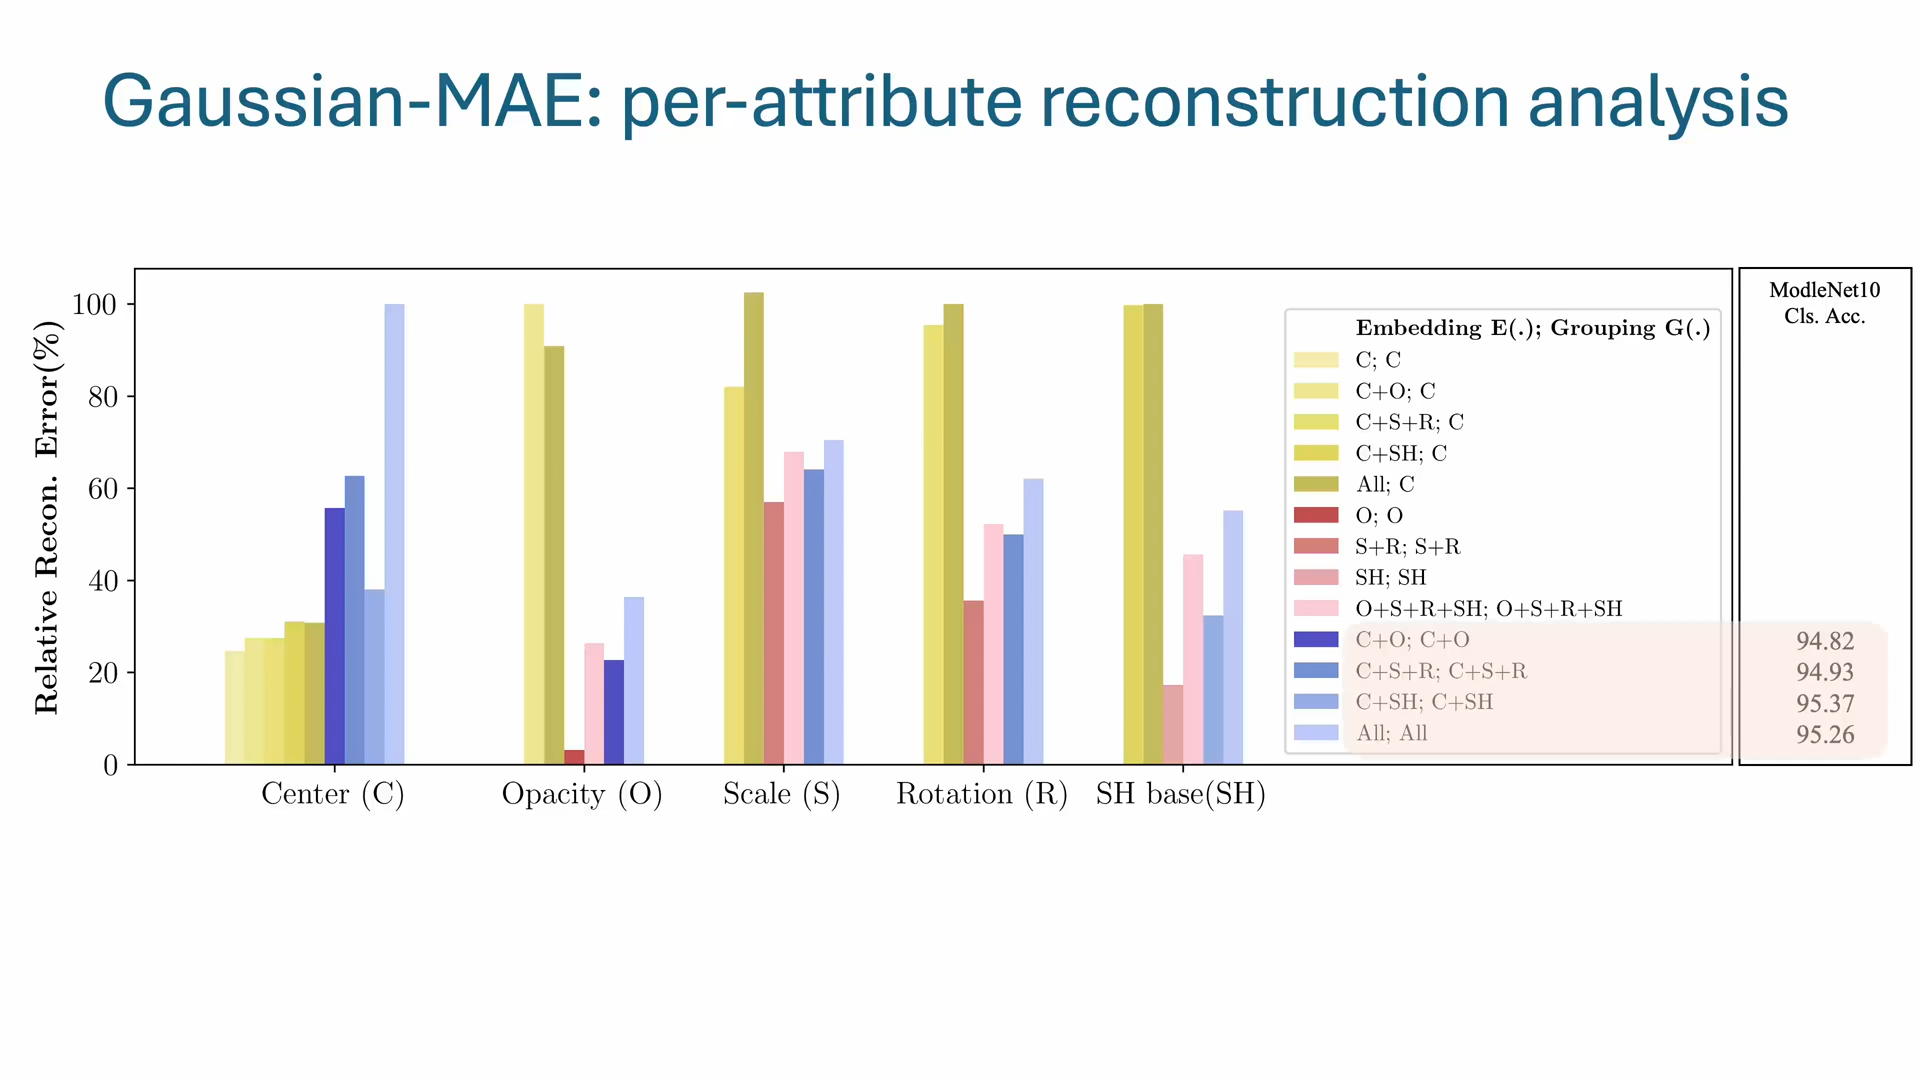 Gaussian-MAE: per-attribute reconstruction analysis
Relative Recon. Error(%)
100
80
60
40
20
0
Center (C)
Opacity (O)
Scale (S)
Rotation (R)
SH base(SH)
Embedding E(.); Grouping G(.)
C; C
C+O; C
C+S+R; C
C+SH; C
All; C
O; O
S+R; S+R
SH; SH
O+S+R+SH; O+S+R+SH
C+O; C+O
C+S+R; C+S+R
C+SH; C+SH
All; All
ModleNet10
Cls. Acc.
94.82
94.93
95.37
95.26